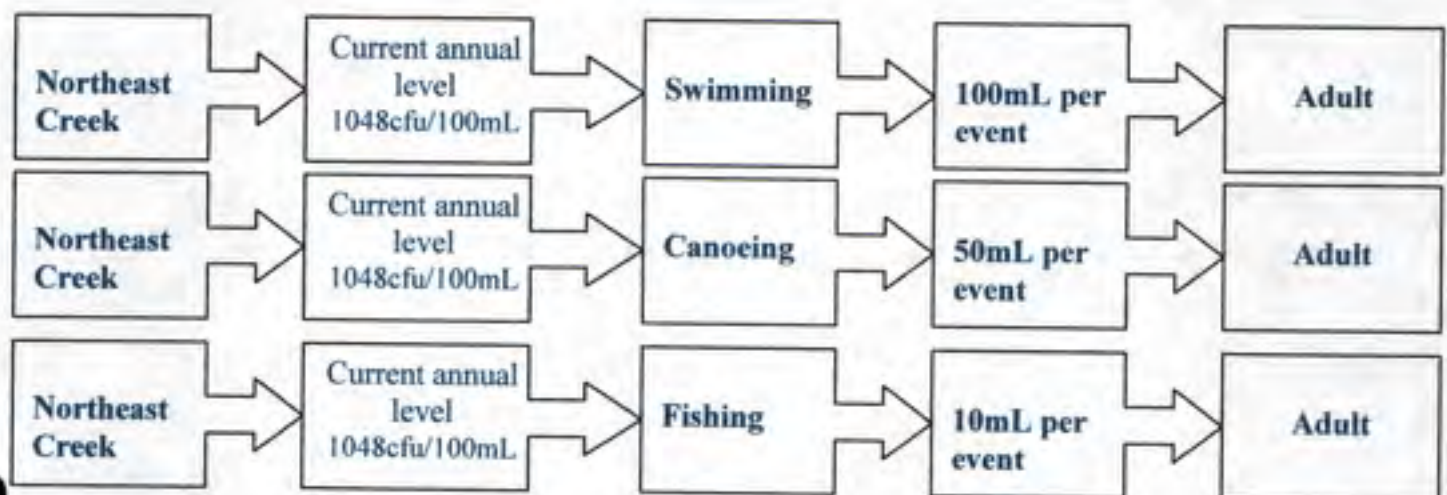 Northeast
Creek
Current annual
level
1048cfu/100mL
Swimming
100mL per
event
Adult
Northeast
Creek
Current annual
level
1048cfu/100mL
Canoeing
50mL per
event
Adult
Northeast
Creek
Current annual
level
1048cfu/100mL
Fishing
10mL per
event
Adult